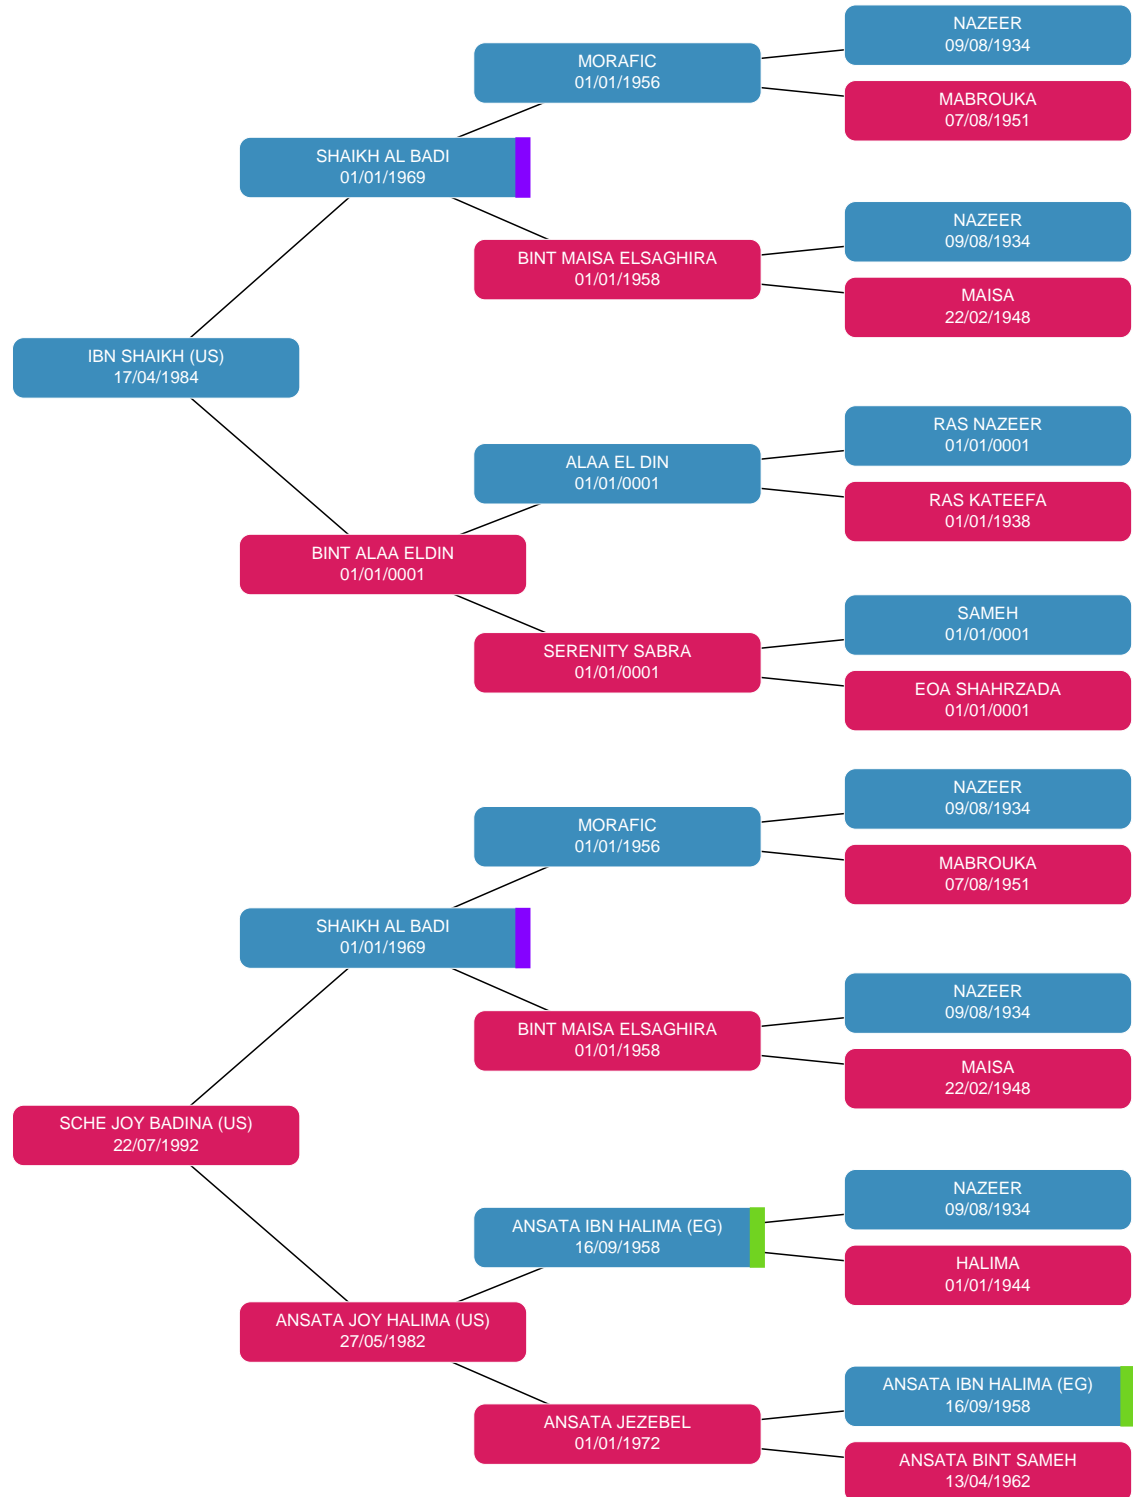 NAZEER
09/08/1934
MORAFIC
01/01/1956
MABROUKA
07/08/1951
SHAIKH AL BADI
01/01/1969
NAZEER
09/08/1934
BINT MAISA ELSAGHIRA
01/01/1958
MAISA
22/02/1948
IBN SHAIKH (US)
17/04/1984
RAS NAZEER
01/01/0001
ALAA EL DIN
01/01/0001
RAS KATEEFA
01/01/1938
BINT ALAA ELDIN
01/01/0001
SAMEH
01/01/0001
SERENITY SABRA
01/01/0001
EOA SHAHRZADA
01/01/0001
NAZEER
09/08/1934
MORAFIC
01/01/1956
MABROUKA
07/08/1951
SHAIKH AL BADI
01/01/1969
NAZEER
09/08/1934
BINT MAISA ELSAGHIRA
01/01/1958
MAISA
22/02/1948
SCHE JOY BADINA (US)
22/07/1992
NAZEER
09/08/1934
ANSATA IBN HALIMA (EG)
16/09/1958
HALIMA
01/01/1944
ANSATA JOY HALIMA (US)
27/05/1982
ANSATA IBN HALIMA (EG)
16/09/1958
ANSATA JEZEBEL
01/01/1972
ANSATA BINT SAMEH
13/04/1962